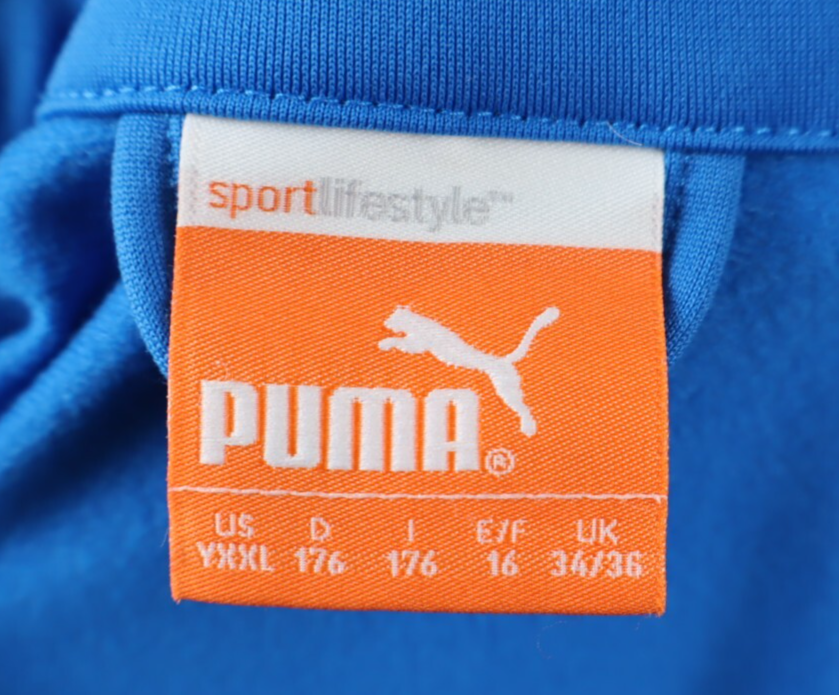 sportlifestyle™
PUMA®
US D I E/F UK
YXXL 176 176 16 34/36